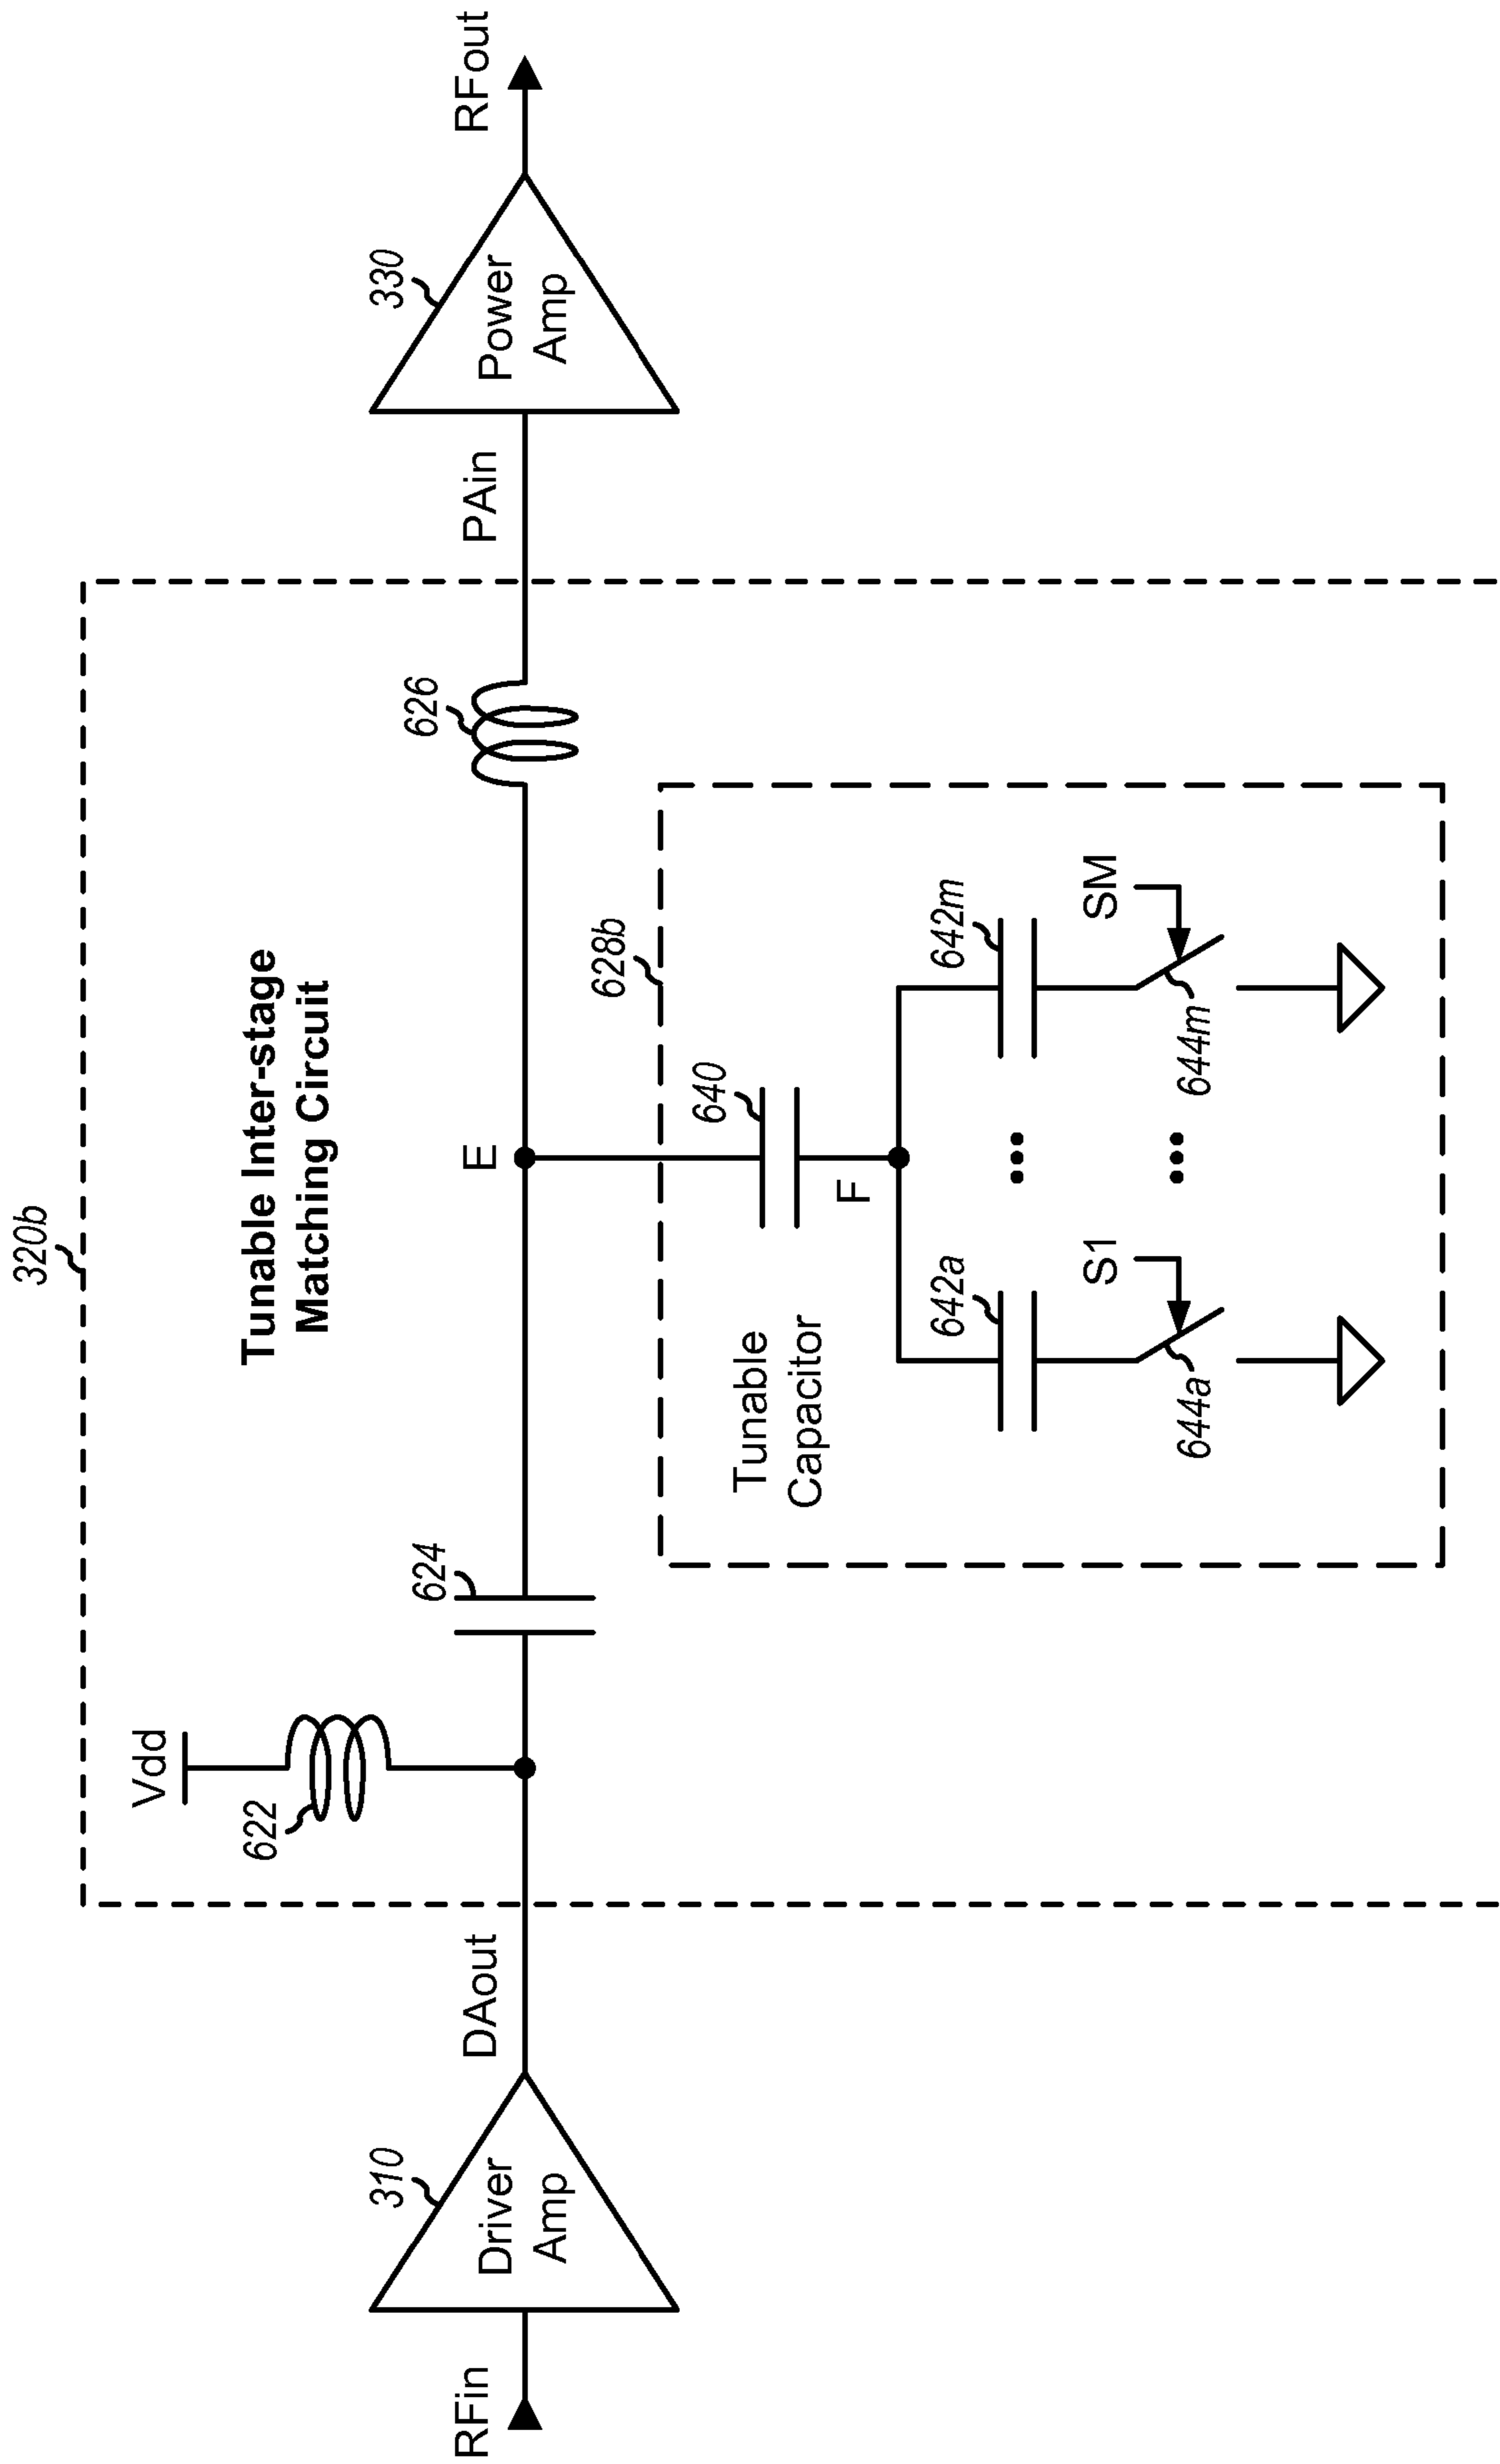 320b
Tunable Inter-stage
Matching Circuit
Vdd
622
RFin
310
Driver
Amp
DAout
624
E
626
PAin
330
Power
Amp
RFout
628b
Tunable
Capacitor
640
F
642a
642m
S1
SM
644a
644m